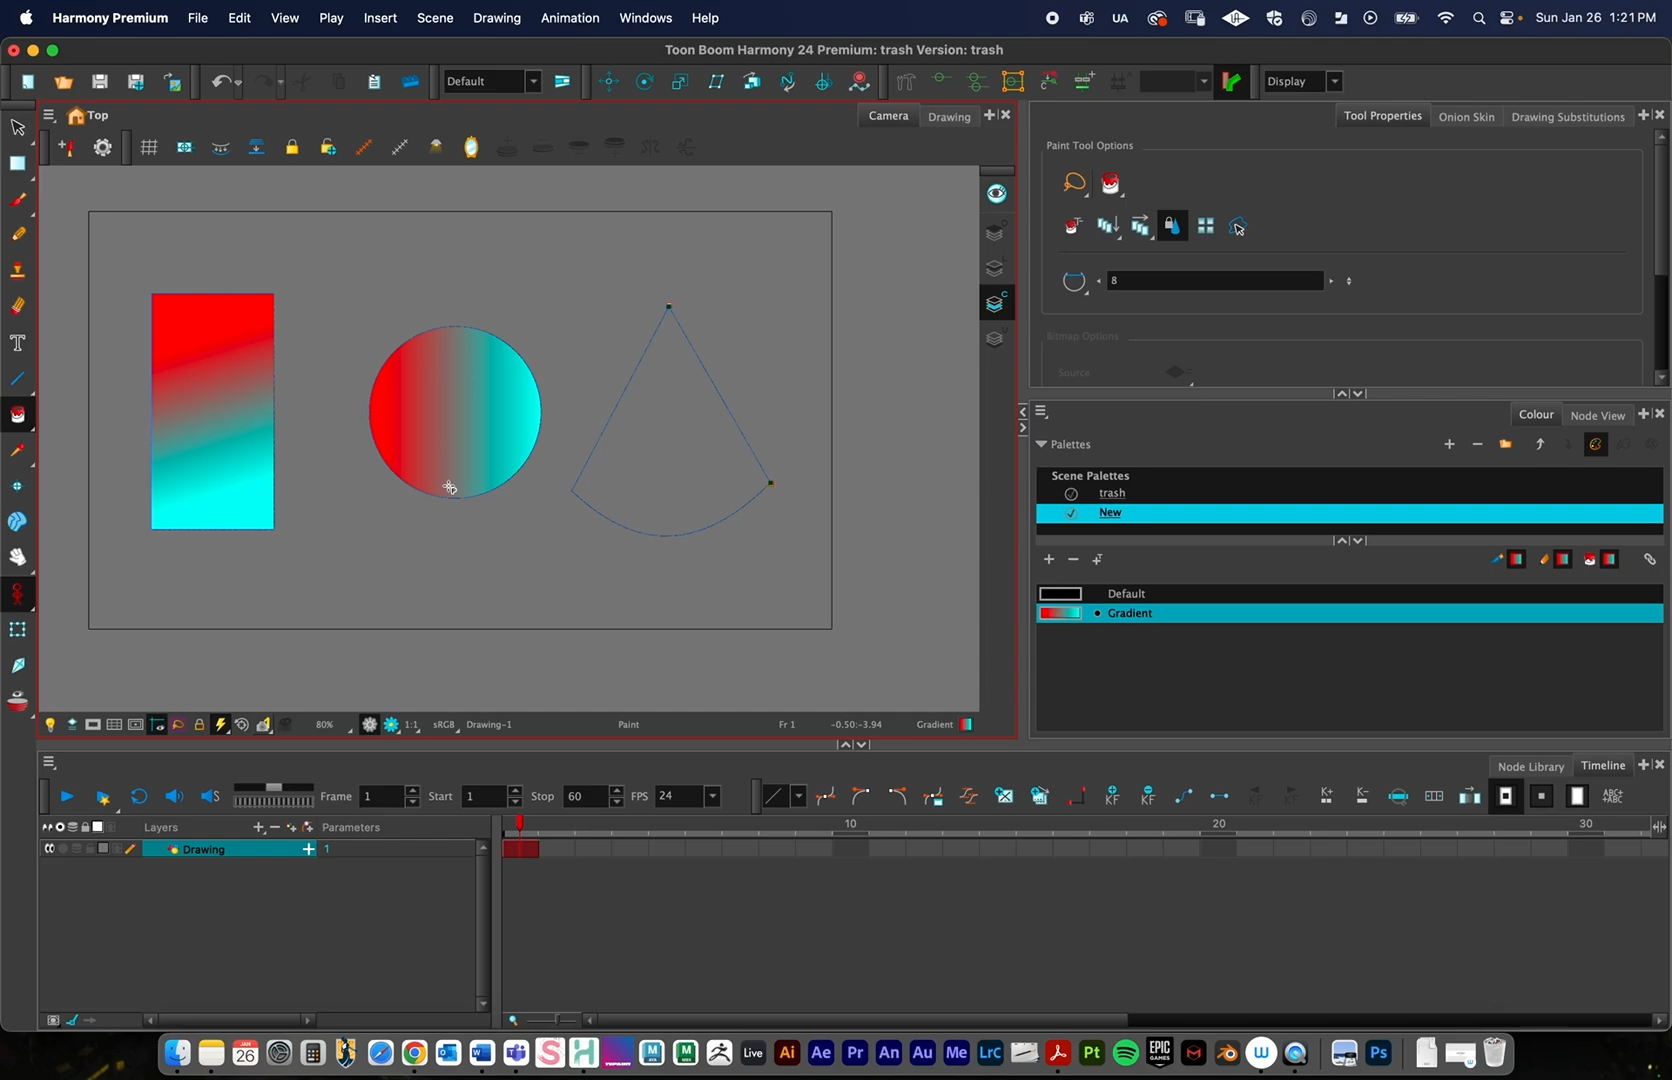 Harmony Premium File Edit View Play Insert Scene Drawing Animation Windows Help UA Sun Jan 26 1:21PM
Toon Boom Harmony 24 Premium: trash Version: trash
Default Display
Top Camera Drawing
Tool Properties Onion Skin Drawing Substitutions
Paint Tool Options
8
Bitmap Options
Source
Colour Node View
Palettes
Scene Palettes
trash
New
Default
Gradient
80% 1:1 sRGB Drawing-1 Paint Fr 1 -0.50:-3.94 Gradient
Node Library Timeline
Frame 1 Start 1 Stop 60 FPS 24
Layers Parameters 10 20 30
Drawing 1
JAN 26 Live Ai Ae Pr An Au Me LrC Pt EPIC GAMES Ps